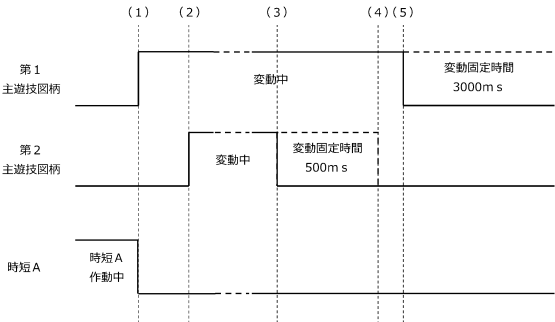 (1) (2) (3) (4) (5)
第1
主遊技図柄
変動中
変動固定時間
3000ms
第2
主遊技図柄
変動中
変動固定時間
500ms
時短A
時短A
作動中